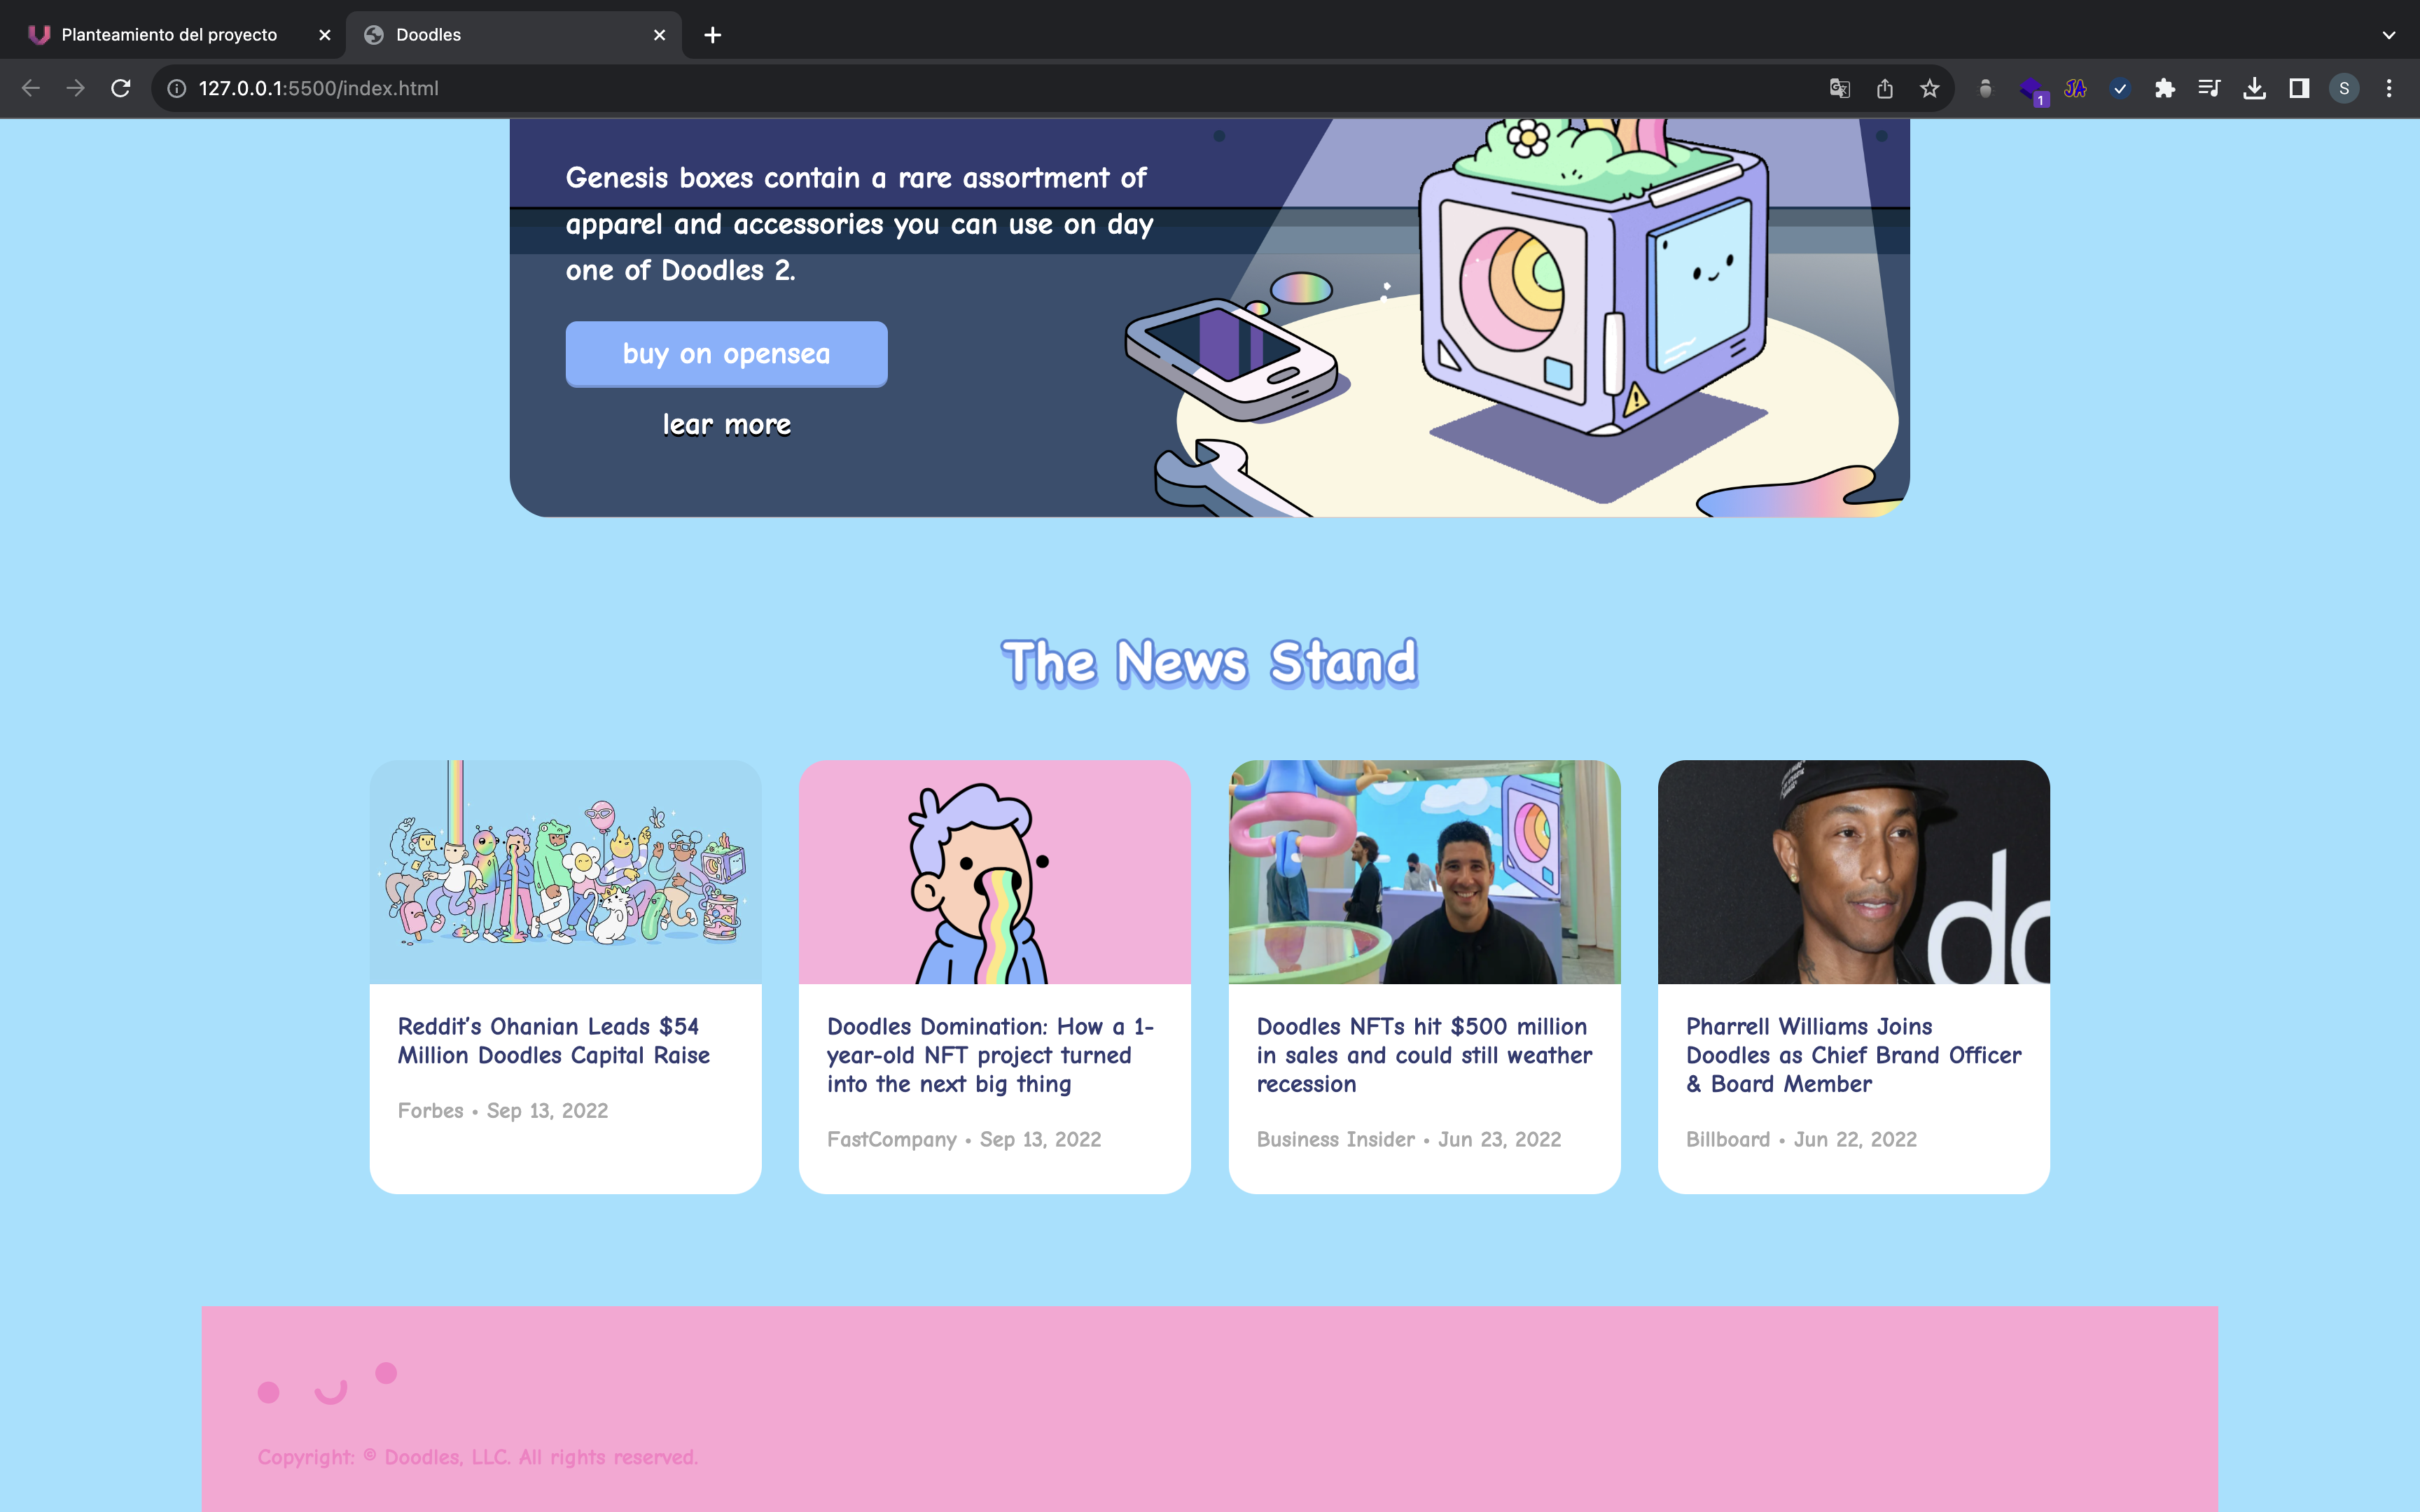 Planteamiento del proyecto
Doodles
127.0.0.1:5500/index.html
1
JA
S
Genesis boxes contain a rare assortment of
apparel and accessories you can use on day
one of Doodles 2.
buy on opensea
lear more
The News Stand
do
Reddit's Ohanian Leads $54
Million Doodles Capital Raise
Forbes • Sep 13, 2022
Doodles Domination: How a 1-
year-old NFT project turned
into the next big thing
FastCompany • Sep 13, 2022
Doodles NFTs hit $500 million
in sales and could still weather
recession
Business Insider • Jun 23, 2022
Pharrell Williams Joins
Doodles as Chief Brand Officer
& Board Member
Billboard • Jun 22, 2022
Copyright: © Doodles, LLC. All rights reserved.